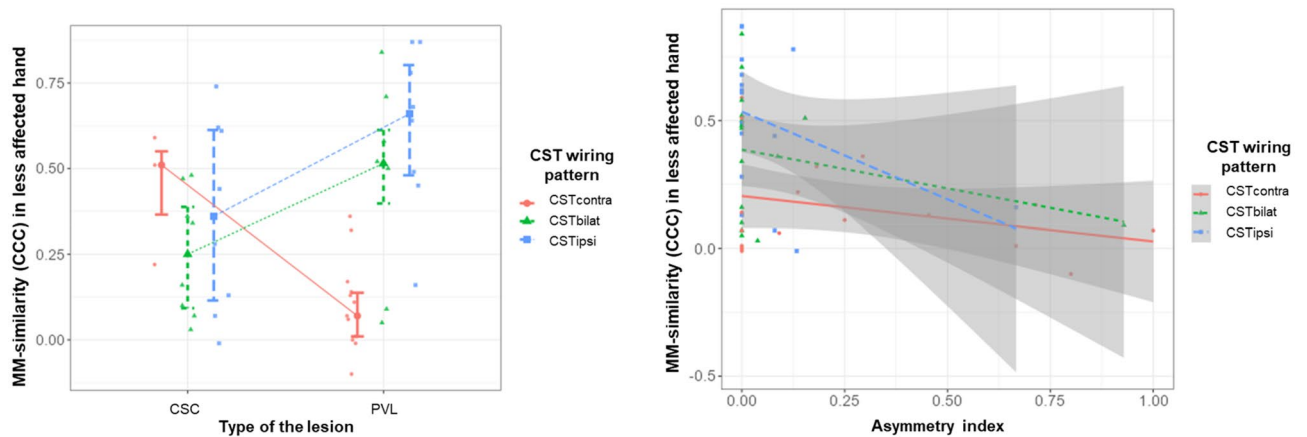 MM-similarity (CCC) in less affected hand
0.75
0.50
0.25
0.00
CSC
PVL
Type of the lesion
CST wiring
pattern
CSTcontra
CSTbilat
CSTipsi
MM-similarity (CCC) in less affected hand
0.5
0.0
-0.5
0.00
0.25
0.50
0.75
1.00
Asymmetry index
CST wiring
pattern
CSTcontra
CSTbilat
CSTipsi